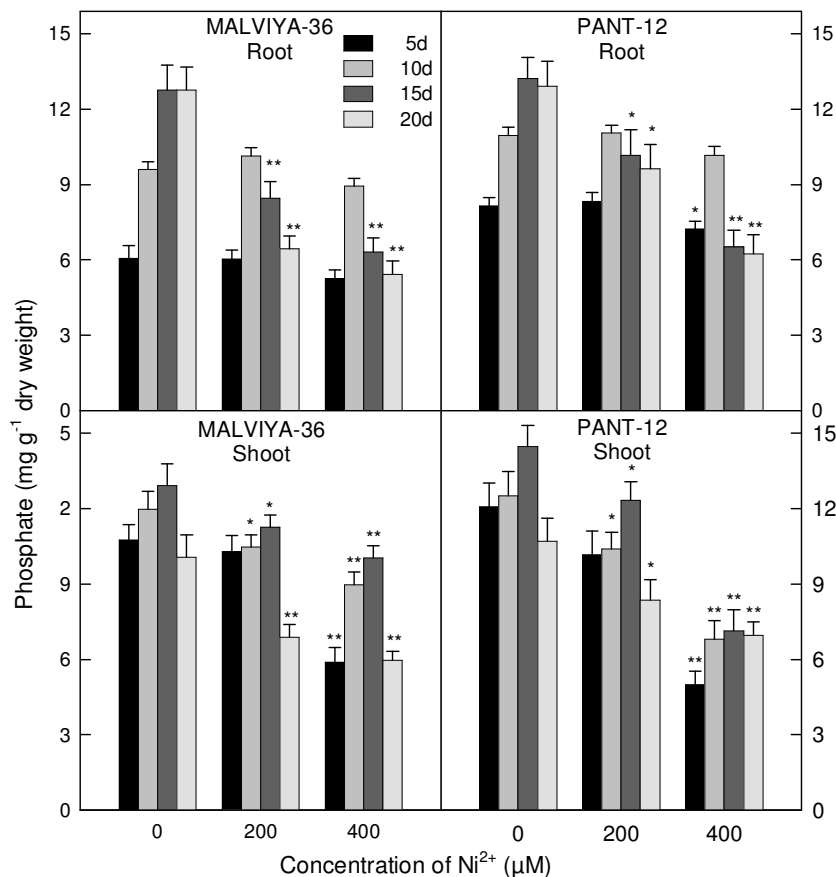 MALVIYA-36
Root
PANT-12
Root
5d
10d
15d
20d
15
12
9
6
3
0
15
12
9
6
3
0
** ** ** **
* * * ** **
MALVIYA-36
Shoot
PANT-12
Shoot
5
2
9
6
3
0
15
12
9
6
3
0
* * ** ** ** ** **
* * * ** ** ** **
0 200 400
0 200 400
Phosphate (mg g⁻¹ dry weight)
Concentration of Ni²⁺ (µM)